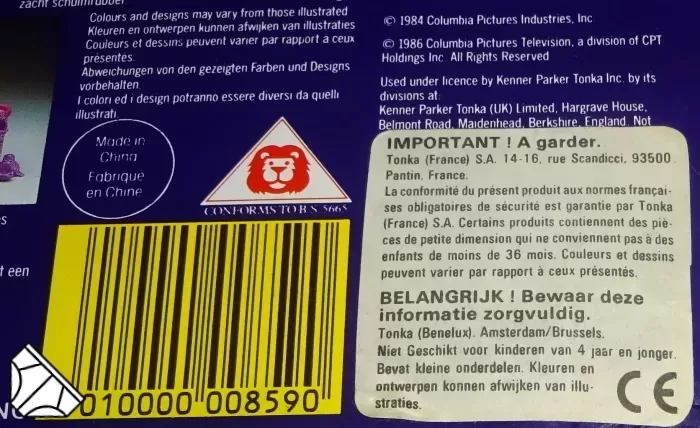 zacht schuimrubber
Colours and designs may vary from those illustrated
Kleuren en ontwerpen kunnen afwijken van illustraties
Couleurs et dessins peuvent varier par rapport a ceux
présentes.
Abweichungen von den gezeigten Farben und Designs
vorbehalten.
I colori ed i design potranno essere diversi da quelli
illustrati.
Made in
China
Fabriqué
en Chine
CONFORMS TO B S 5665
t een
010000 008590
© 1984 Columbia Pictures Industries, Inc
© 1986 Columbia Pictures Television, a division of CPT
Holdings Inc. All Rights Reserved
Used under licence by Kenner Parker Tonka Inc. by its
divisions at:
Kenner Parker Tonka (UK) Limited, Hargrave House,
Belmont Road, Maidenhead, Berkshire, England. Not
IMPORTANT ! A garder.
Tonka (France) S.A. 14-16, rue Scandicci, 93500
Pantin, France.
La conformité du présent produit aux normes françai-
ses obligatoires de sécurité est garantie par Tonka
(France) S.A. Certains produits contiennent des piè-
ces de petite dimension qui ne conviennent pas à des
enfants de moins de 36 mois. Couleurs et dessins
peuvent varier par rapport à ceux présentés.
BELANGRIJK ! Bewaar deze
informatie zorgvuldig.
Tonka (Benelux). Amsterdam/Brussels.
Niet Geschikt voor kinderen van 4 jaar en jonger.
Bevat kleine onderdelen. Kleuren en
ontwerpen konnen afwijken van illu-
straties.
CE